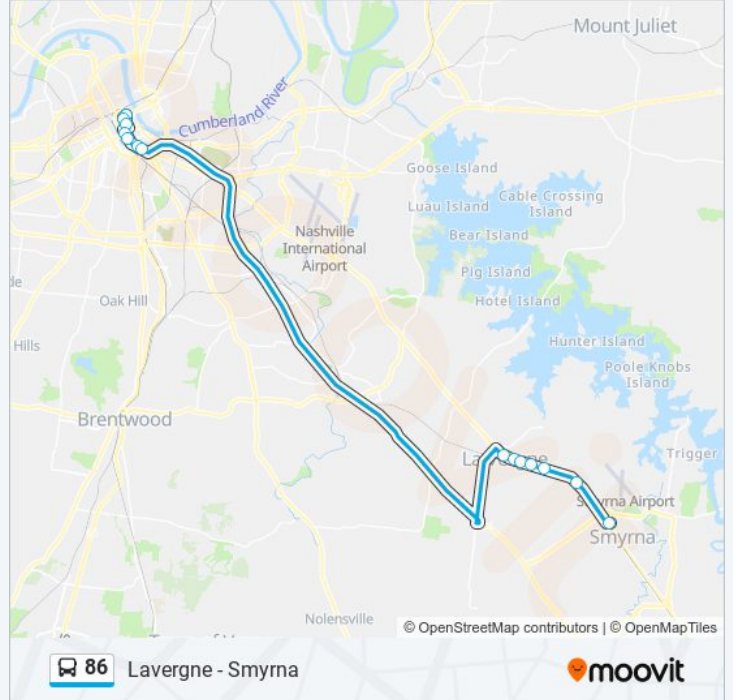 Mount Juliet
Cumberland River
Goose Island
Cable Crossing
Island
Luau Island
Bear Island
Nashville
International
Airport
Pig Island
Oak Hill
Hotel Island
Hills
Hunter Island
Poole Knobs
Island
Brentwood
Trigger
Smyrna Airport
Smyrna
Nolensville
© OpenStreetMap contributors | © OpenMapTiles
86 Lavergne - Smyrna
moovit